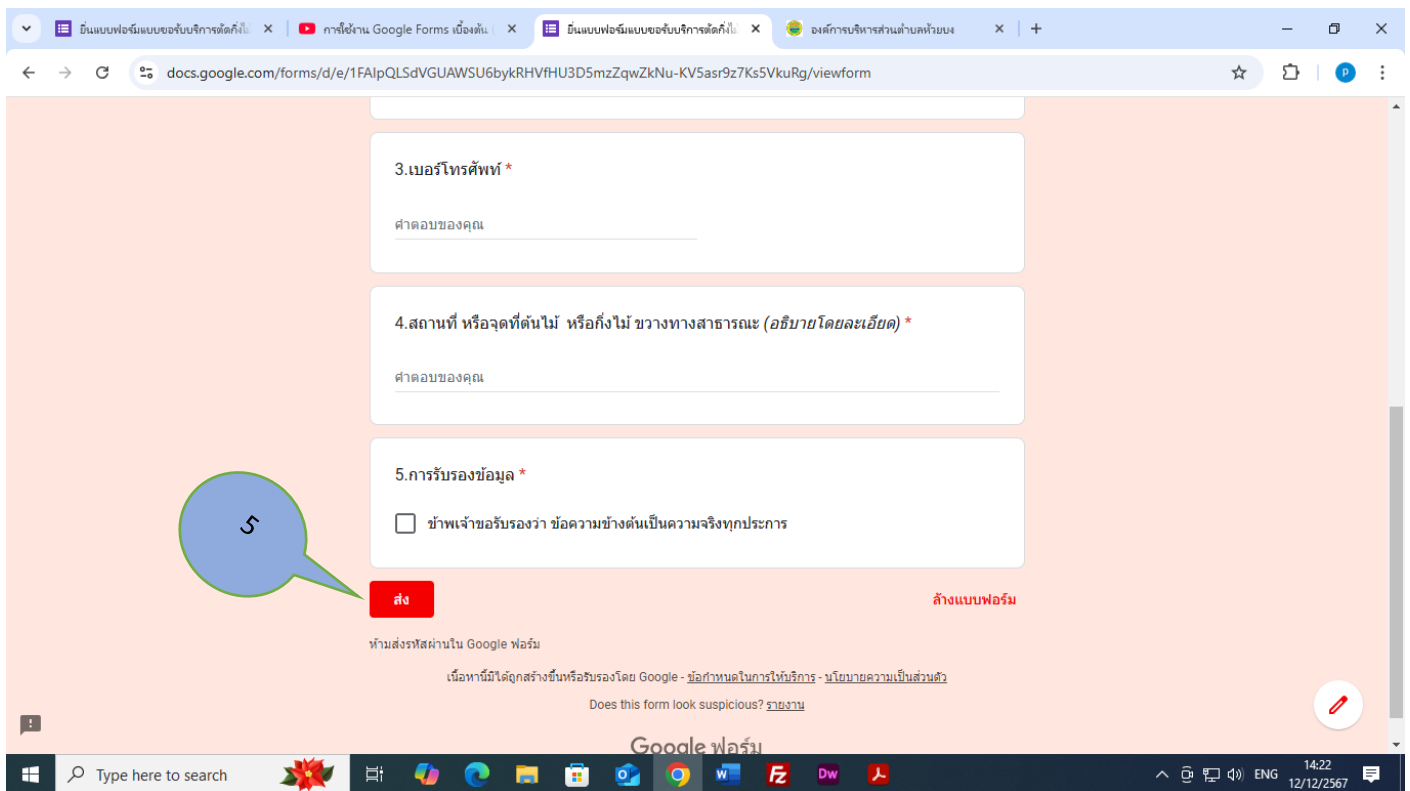 ยื่นแบบฟอร์มแบบขอรับบริการตัดกิ่งไ
การใช้งาน Google Forms เบื้องต้น (
ยื่นแบบฟอร์มแบบขอรับบริการตัดกิ่งไ
องค์การบริหารส่วนตำบลห้วยบง
docs.google.com/forms/d/e/1FAIpQLSdVGUAWSU6bykRHVfHU3D5mzZqwZkNu-KV5asr9z7Ks5VkuRg/viewform
P
3.เบอร์โทรศัพท์ *
คำตอบของคุณ
4.สถานที่ หรือจุดที่ต้นไม้ หรือกิ่งไม้ ขวางทางสาธารณะ (อธิบายโดยละเอียด) *
คำตอบของคุณ
5.การรับรองข้อมูล *
ข้าพเจ้าขอรับรองว่า ข้อความข้างต้นเป็นความจริงทุกประการ
5
ส่ง
ล้างแบบฟอร์ม
ห้ามส่งรหัสผ่านใน Google ฟอร์ม
เนื้อหานี้มิได้ถูกสร้างขึ้นหรือรับรองโดย Google - ข้อกำหนดในการให้บริการ - นโยบายความเป็นส่วนตัว
Does this form look suspicious? รายงาน
Google ฟอร์ม
Type here to search
W
Fz
Dw
ENG
14:22
12/12/2567